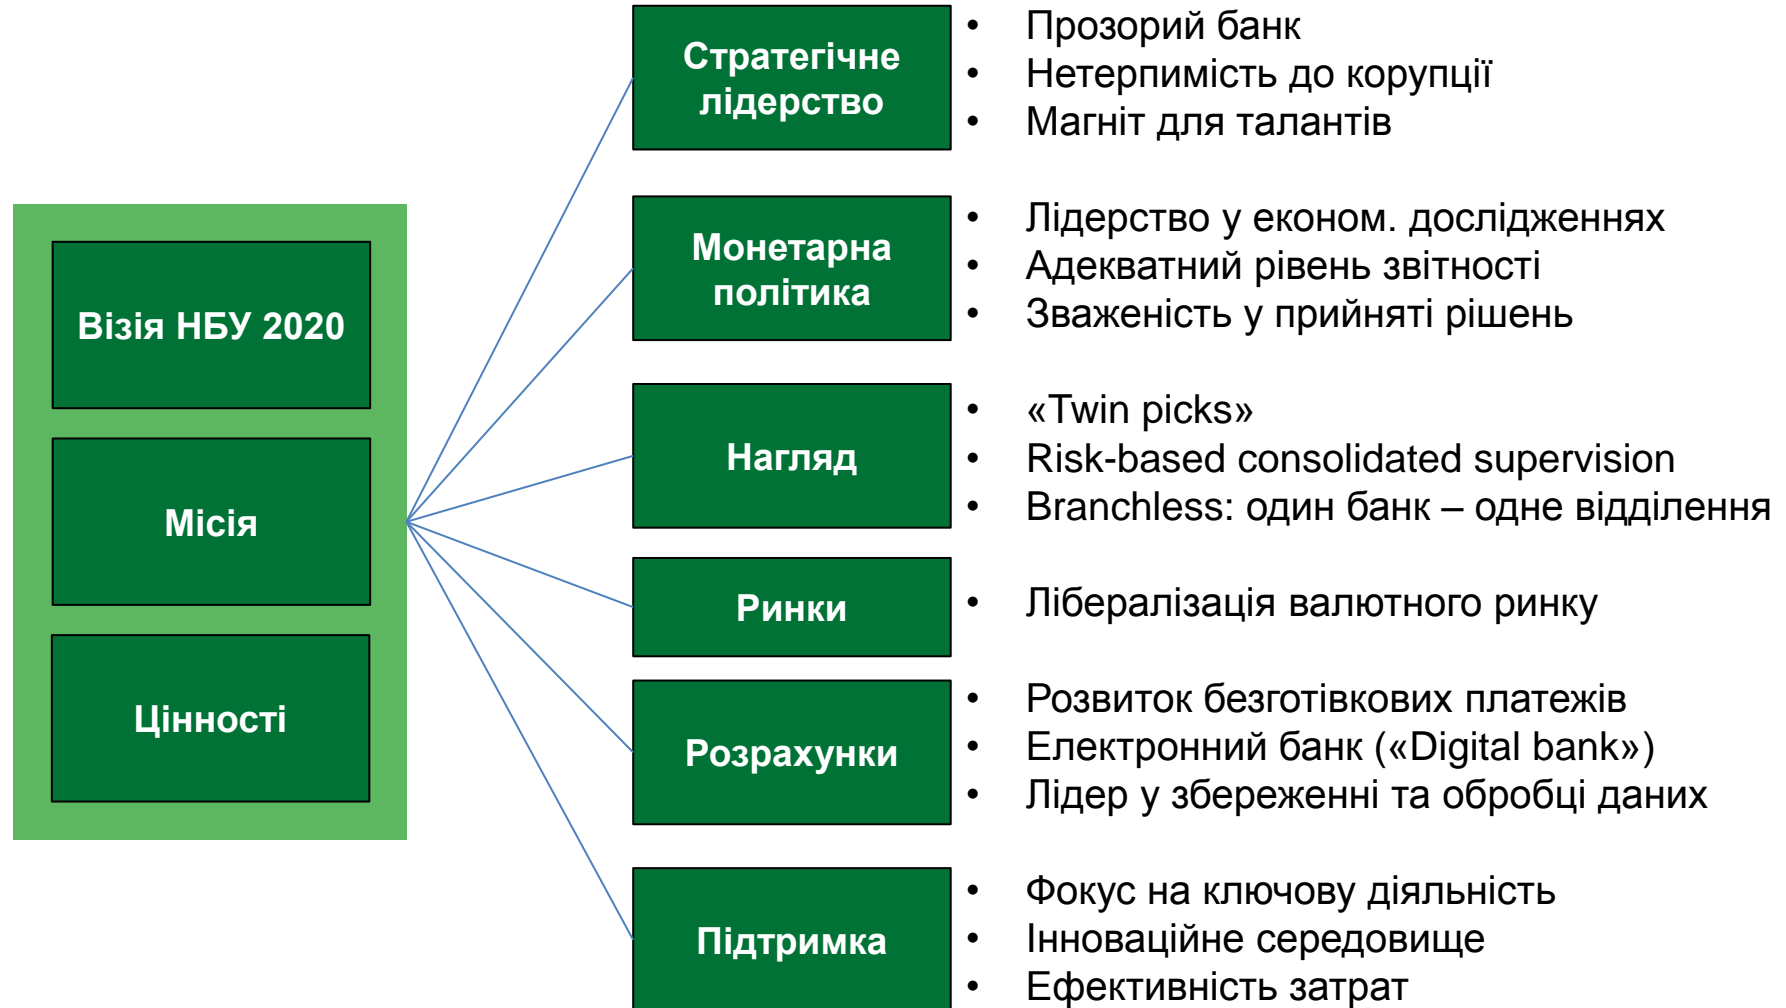 Візія НБУ 2020
Місія
Цінності
Стратегічне
лідерство
• Прозорий банк
• Нетерпимість до корупції
• Магніт для талантів
Монетарна
політика
• Лідерство у економ. дослідженнях
• Адекватний рівень звітності
• Зваженість у прийняті рішень
Нагляд
• «Twin picks»
• Risk-based consolidated supervision
• Branchless: один банк – одне відділення
Ринки
• Лібералізація валютного ринку
Розрахунки
• Розвиток безготівкових платежів
• Електронний банк («Digital bank»)
• Лідер у збереженні та обробці даних
Підтримка
• Фокус на ключову діяльність
• Інноваційне середовище
• Ефективність затрат